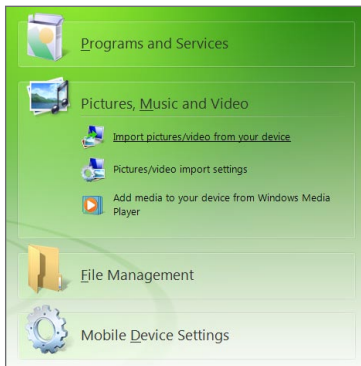 Programs and Services
Pictures, Music and Video
Import pictures/video from your device
Pictures/video import settings
Add media to your device from Windows Media
Player
File Management
Mobile Device Settings